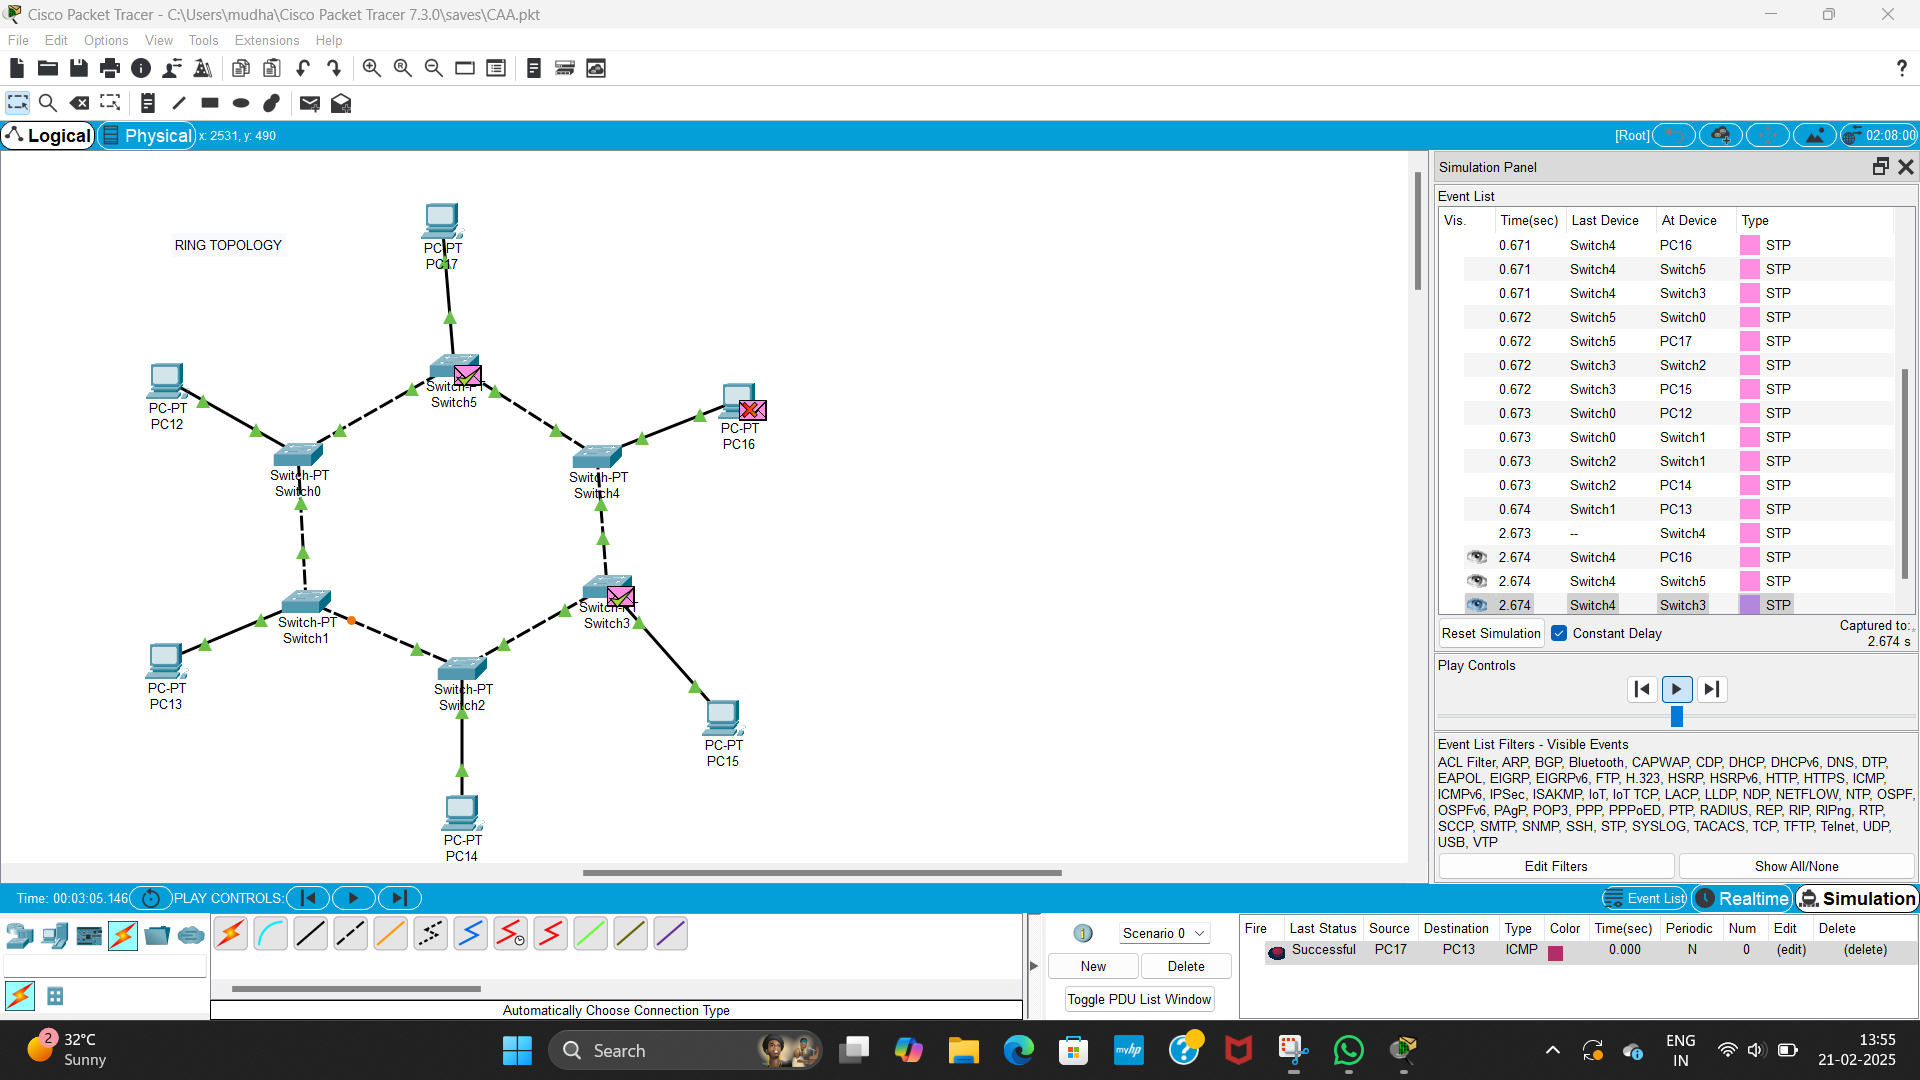 Cisco Packet Tracer - C:\Users\mudha\Cisco Packet Tracer 7.3.0\saves\CAA.pkt
File Edit Options View Tools Extensions Help
?
Logical Physical x: 2531, y: 490 [Root] 02:08:00
RING TOPOLOGY
PC-PT
PC17
Switch5
PC-PT
PC12
PC-PT
PC16
Switch-PT
Switch0
Switch-PT
Switch4
Switch-PT
Switch1
Switch3
PC-PT
PC13
Switch-PT
Switch2
PC-PT
PC15
PC-PT
PC14
Simulation Panel
Event List
Vis. Time(sec) Last Device At Device Type
0.671 Switch4 PC16 STP
0.671 Switch4 Switch5 STP
0.671 Switch4 Switch3 STP
0.672 Switch5 Switch0 STP
0.672 Switch5 PC17 STP
0.672 Switch3 Switch2 STP
0.672 Switch3 PC15 STP
0.673 Switch0 PC12 STP
0.673 Switch0 Switch1 STP
0.673 Switch2 Switch1 STP
0.673 Switch2 PC14 STP
0.674 Switch1 PC13 STP
2.673 -- Switch4 STP
2.674 Switch4 PC16 STP
2.674 Switch4 Switch5 STP
2.674 Switch4 Switch3 STP
Reset Simulation Constant Delay Captured to:
2.674 s
Play Controls
Event List Filters - Visible Events
ACL Filter, ARP, BGP, Bluetooth, CAPWAP, CDP, DHCP, DHCPv6, DNS, DTP,
EAPOL, EIGRP, EIGRPv6, FTP, H.323, HSRP, HSRPv6, HTTP, HTTPS, ICMP,
ICMPv6, IPSec, ISAKMP, IoT, IoT TCP, LACP, LLDP, NDP, NETFLOW, NTP, OSPF,
OSPFv6, PAgP, POP3, PPP, PPPoED, PTP, RADIUS, REP, RIP, RIPng, RTP,
SCCP, SMTP, SNMP, SSH, STP, SYSLOG, TACACS, TCP, TFTP, Telnet, UDP,
USB, VTP
Edit Filters Show All/None
Time: 00:03:05.146 PLAY CONTROLS: Event List Realtime Simulation
Automatically Choose Connection Type
Scenario 0
New Delete
Toggle PDU List Window
Fire Last Status Source Destination Type Color Time(sec) Periodic Num Edit Delete
Successful PC17 PC13 ICMP 0.000 N 0 (edit) (delete)
2
32°C
Sunny
Search
myhp
ENG
IN
13:55
21-02-2025